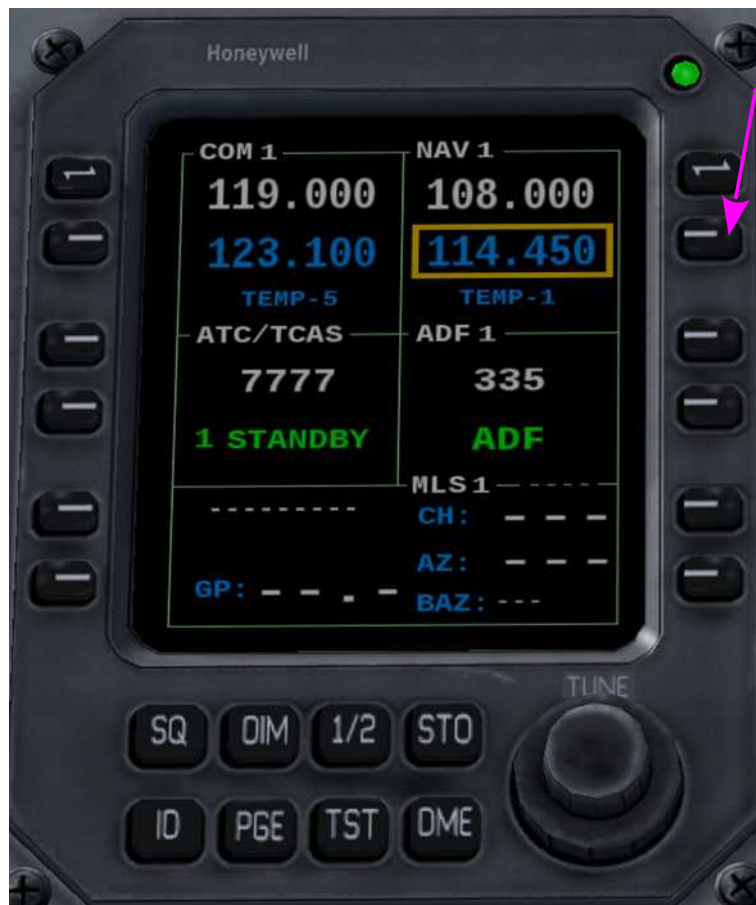 Honeywell
COM 1 NAV 1
119.000 108.000
123.100 114.450
TEMP-5 TEMP-1
ATC/TCAS ADF 1
7777 335
1 STANDBY ADF
MLS 1 -----
--------- CH: – – –
AZ: – – –
GP: – – . – BAZ: ---
TUNE
SQ DIM 1/2 STO
ID PGE TST DME